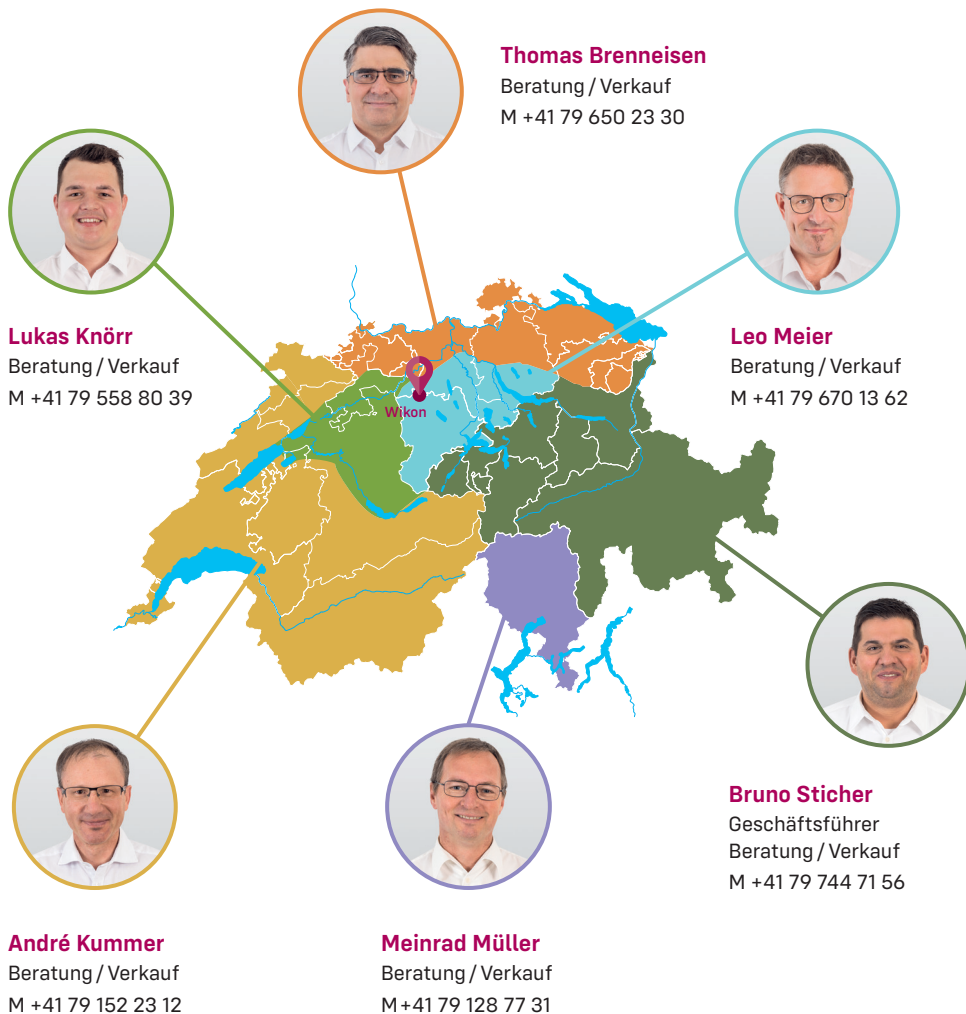 Thomas Brenneisen
Beratung / Verkauf
M +41 79 650 23 30
Lukas Knörr
Beratung / Verkauf
M +41 79 558 80 39
Leo Meier
Beratung / Verkauf
M +41 79 670 13 62
Wikon
Bruno Sticher
Geschäftsführer
Beratung / Verkauf
M +41 79 744 71 56
André Kummer
Beratung / Verkauf
M +41 79 152 23 12
Meinrad Müller
Beratung / Verkauf
M +41 79 128 77 31